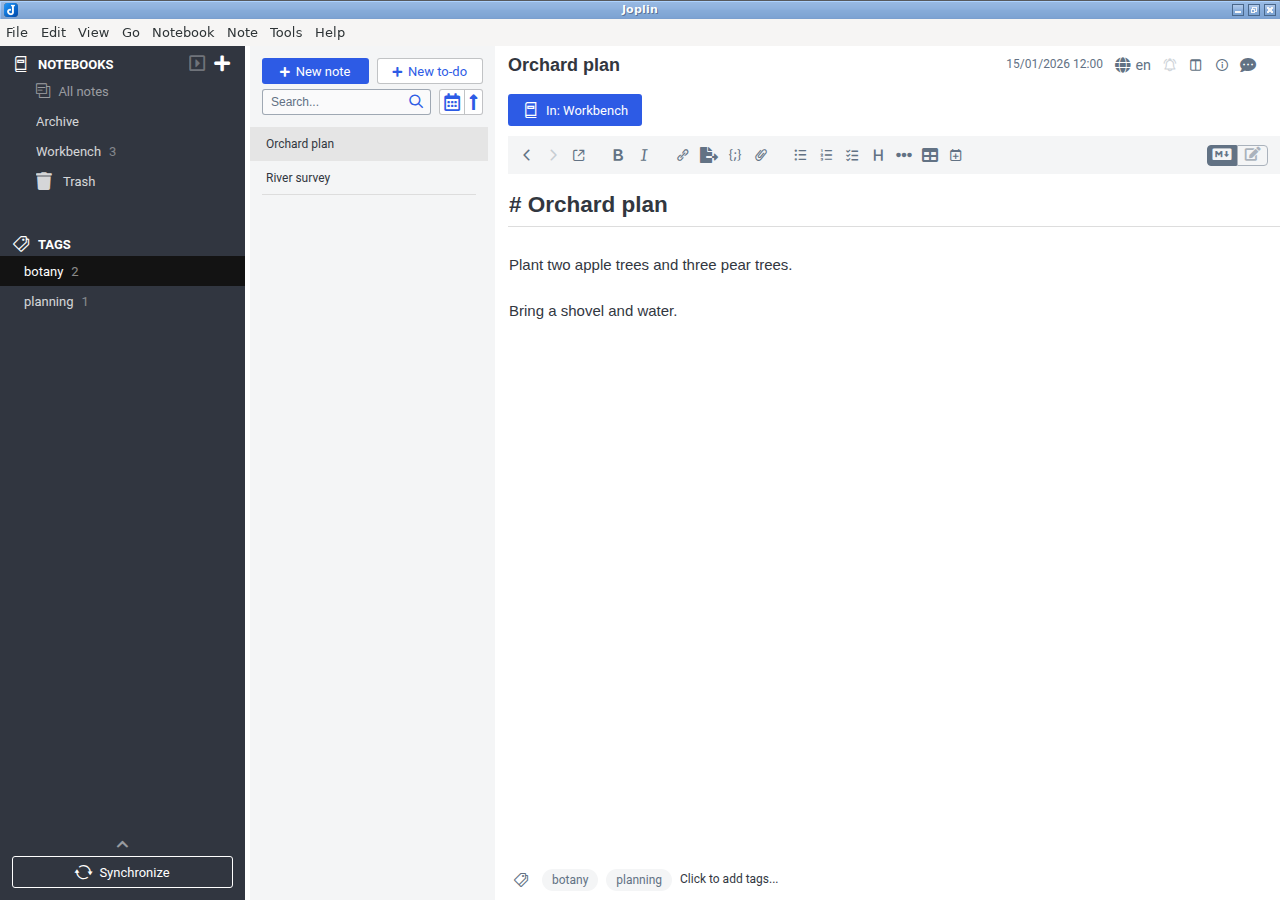 Joplin
File Edit View Go Notebook Note Tools Help
NOTEBOOKS
All notes
Archive
Workbench 3
Trash
TAGS
botany 2
planning 1
Synchronize
New note
New to-do
Search...
Orchard plan
River survey
Orchard plan
15/01/2026 12:00
en
In: Workbench
# Orchard plan
Plant two apple trees and three pear trees.
Bring a shovel and water.
botany planning Click to add tags...